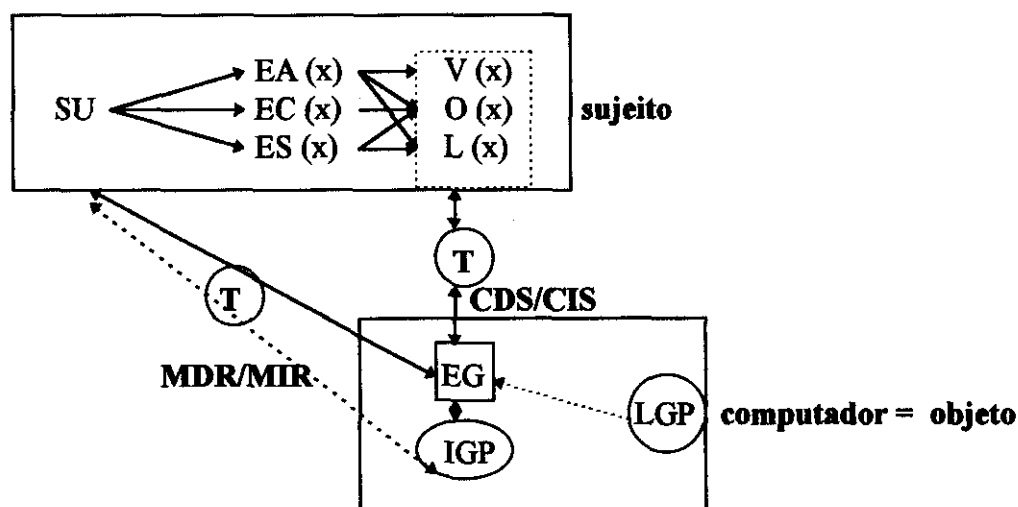 EA (x) V (x)
SU EC (x) O (x) sujeito
ES (x) L (x)
T
T
CDS/CIS
MDR/MIR
EG
LGP computador = objeto
IGP